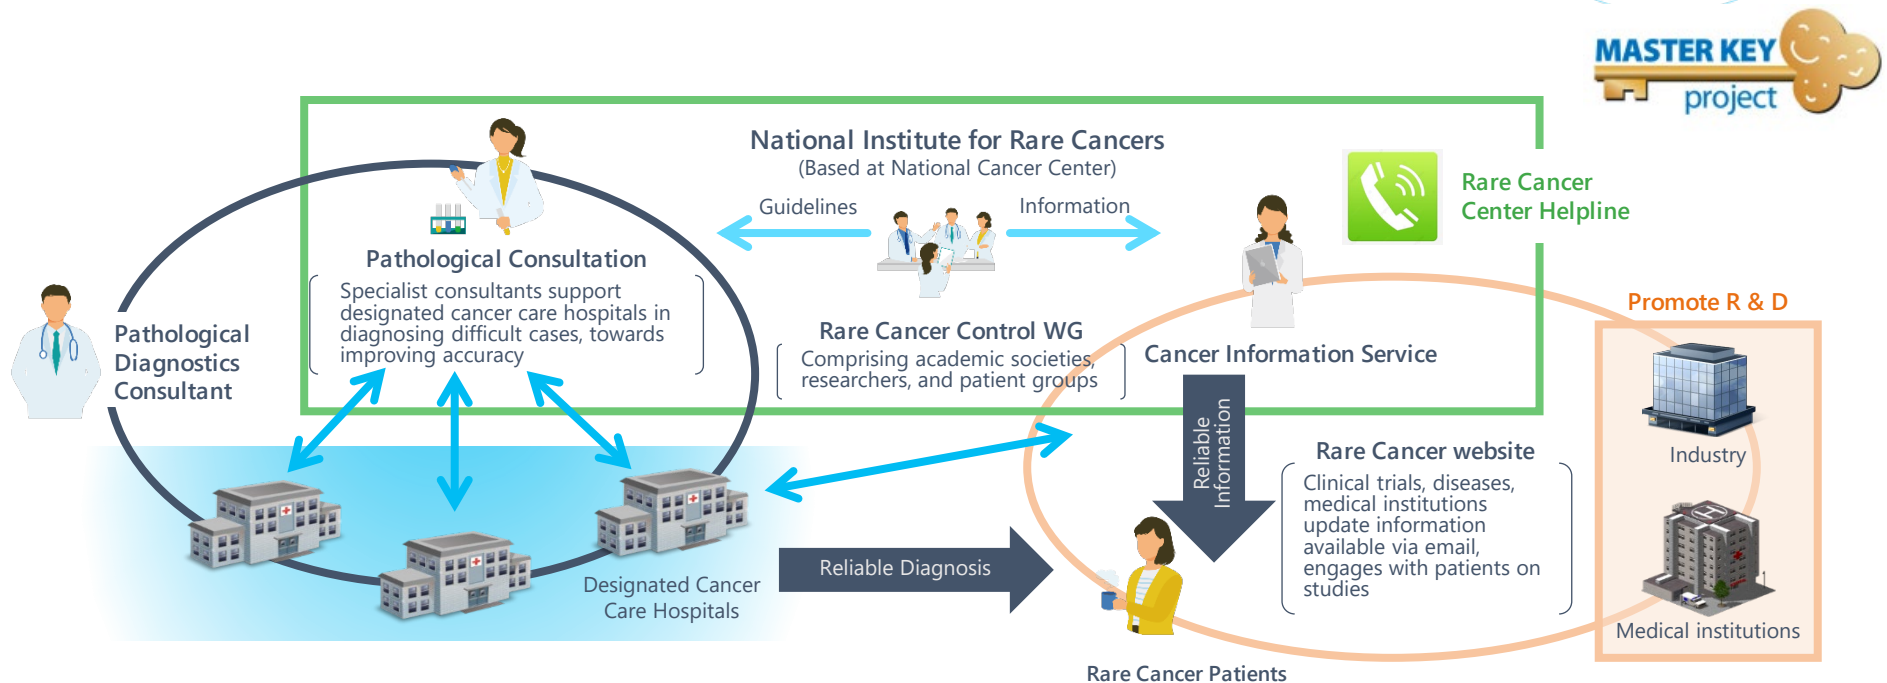 MASTER KEY
project
National Institute for Rare Cancers
(Based at National Cancer Center)
Guidelines
Information
Rare Cancer
Center Helpline
Pathological Consultation
Specialist consultants support
designated cancer care hospitals in
diagnosing difficult cases, towards
improving accuracy
Pathological
Diagnostics
Consultant
Rare Cancer Control WG
Comprising academic societies,
researchers, and patient groups
Cancer Information Service
Promote R & D
Industry
Medical institutions
Reliable
Information
Rare Cancer website
Clinical trials, diseases,
medical institutions
update information
available via email,
engages with patients on
studies
Designated Cancer
Care Hospitals
Reliable Diagnosis
Rare Cancer Patients